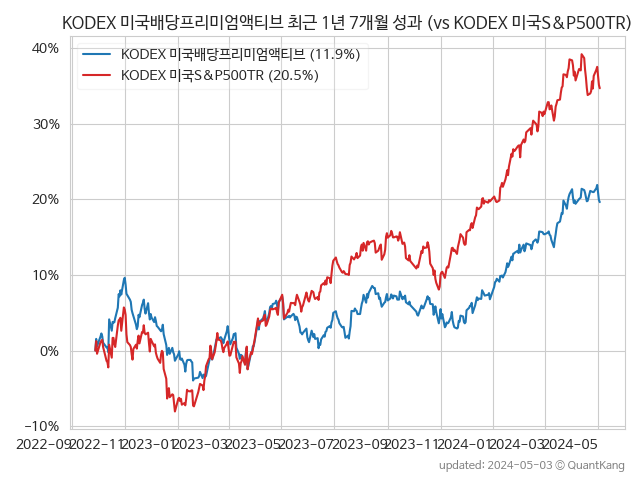 KODEX 미국배당프리미엄액티브 최근 1년 7개월 성과 (vs KODEX 미국S&P500TR)
KODEX 미국배당프리미엄액티브 (11.9%)
KODEX 미국S&P500TR (20.5%)
40%
30%
20%
10%
0%
−10%
2022-09 2022-11 2023-01 2023-03 2023-05 2023-07 2023-09 2023-11 2024-01 2024-03 2024-05
updated: 2024-05-03 © QuantKang